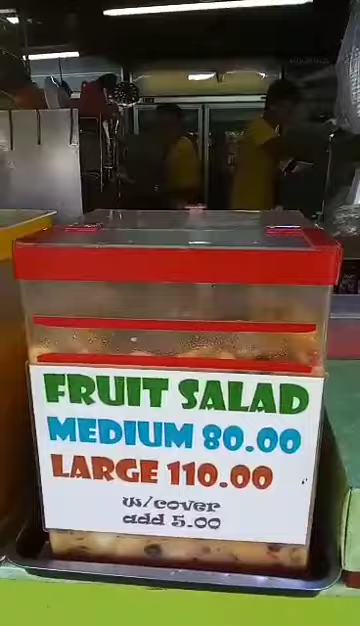 FRUIT SALAD
MEDIUM 80.00
LARGE 110.00
w/cover
add 5.00